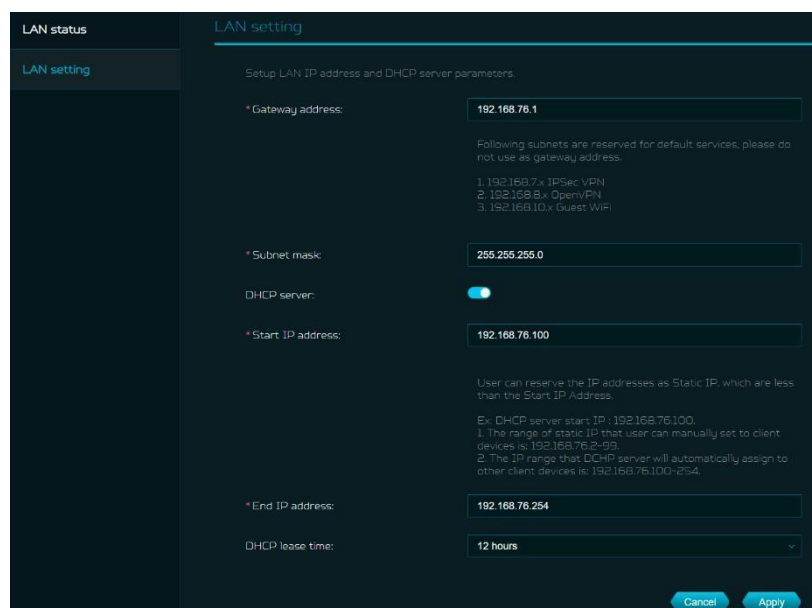 LAN status
LAN setting
LAN setting
Setup LAN IP address and DHCP server parameters.
* Gateway address:
192.168.76.1
Following subnets are reserved for default services, please do
not use as gateway address.
1. 192.168.7.x IPSec VPN
2. 192.168.8.x OpenVPN
3. 192.168.10.x Guest WiFi
* Subnet mask:
255.255.255.0
DHCP server:
* Start IP address:
192.168.76.100
User can reserve the IP addresses as Static IP, which are less
than the Start IP Address.
Ex: DHCP server start IP : 192.168.76.100.
1. The range of static IP that user can manually set to client
devices is: 192.168.76.2~99.
2. The IP range that DCHP server will automatically assign to
other client devices is: 192.168.76.100~254.
* End IP address:
192.168.76.254
DHCP lease time:
12 hours
Cancel
Apply